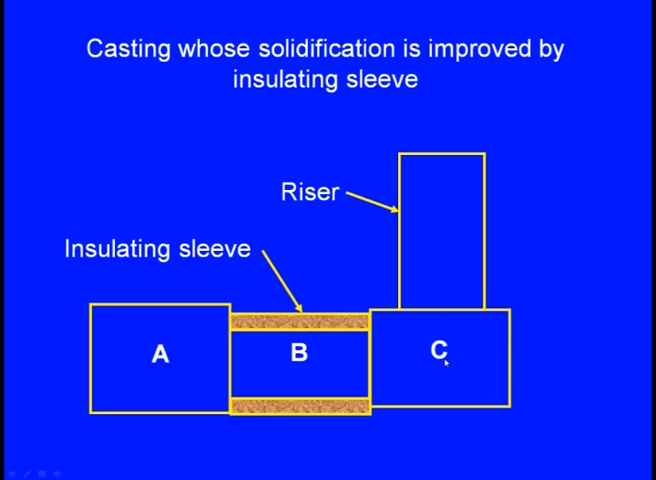 Casting whose solidification is improved by
insulating sleeve
Riser
Insulating sleeve
A
B
C